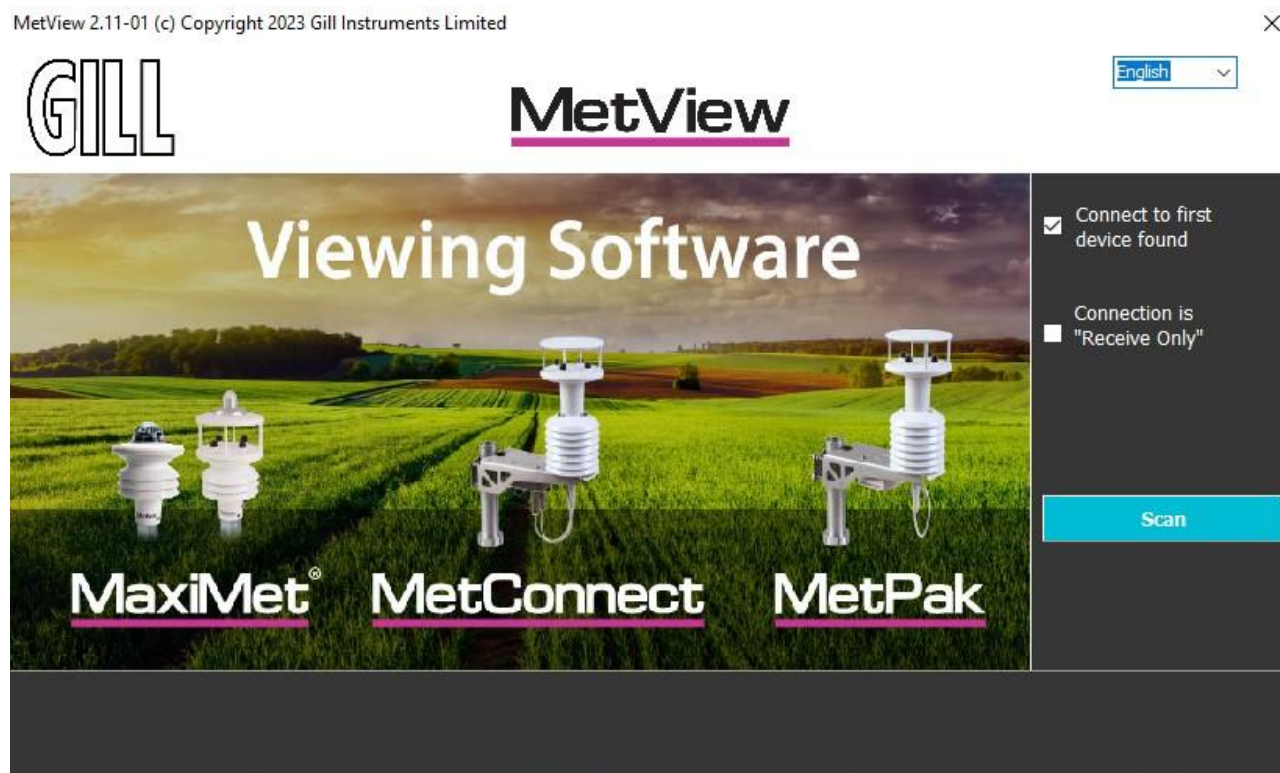 MetView 2.11-01 (c) Copyright 2023 Gill Instruments Limited
GILL
MetView
English
Viewing Software
Connect to first
device found
Connection is
"Receive Only"
Scan
MaxiMet®
MetConnect
MetPak